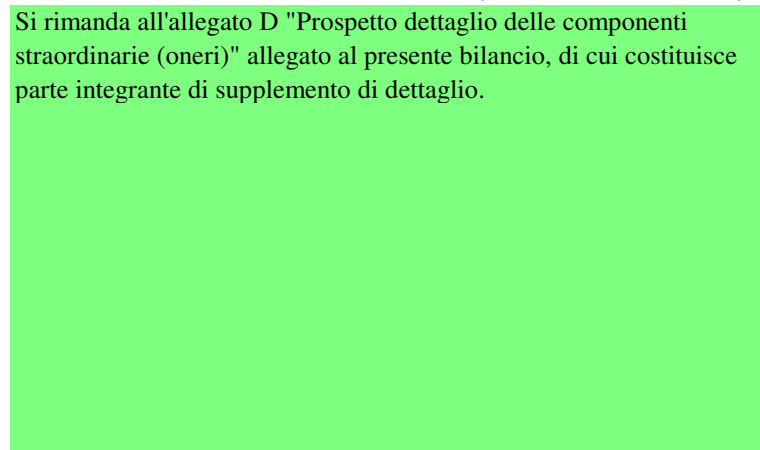 Si rimanda all'allegato D "Prospetto dettaglio delle componenti
straordinarie (oneri)" allegato al presente bilancio, di cui costituisce
parte integrante di supplemento di dettaglio.